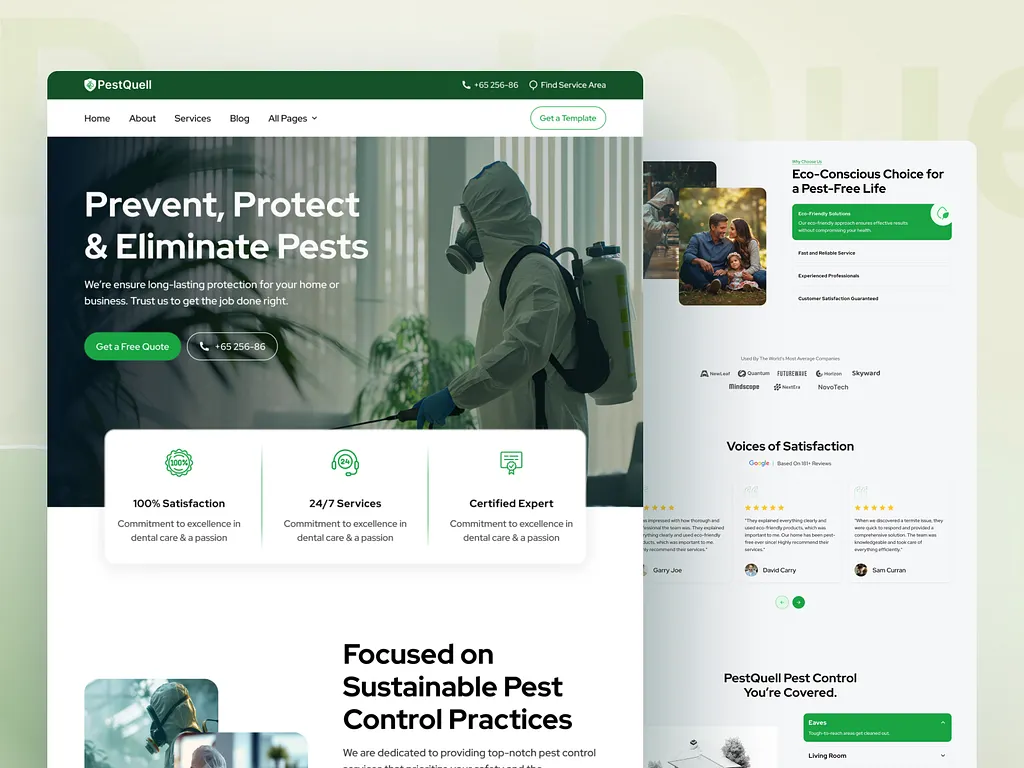 PestQuell
+65 256-86
Find Service Area
Home
About
Services
Blog
All Pages
Get a Template
Prevent, Protect
& Eliminate Pests
We're ensure long-lasting protection for your home or
business. Trust us to get the job done right.
Get a Free Quote
+65 256-86
100%
100% Satisfaction
Commitment to excellence in
dental care & a passion
24
24/7 Services
Commitment to excellence in
dental care & a passion
Certified Expert
Commitment to excellence in
dental care & a passion
Focused on
Sustainable Pest
Control Practices
We are dedicated to providing top-notch pest control
Why Choose Us
Eco-Conscious Choice for
a Pest-Free Life
Eco-Friendly Solutions
Our eco-friendly approach ensures effective results
without compromising your health.
Fast and Reliable Service
Experienced Professionals
Customer Satisfaction Guaranteed
Used By The World's Most Average Companies
NewLeaf
Quantum
FUTUREWAVE
Horizon
Skyward
Mindscope
NextEra
NovoTech
Voices of Satisfaction
Google
Based On 181+ Reviews
impressed with how thorough and
professional the team was. They explained
everything clearly and used eco-friendly
products, which was important to me.
recommend their services."
Garry Joe
"They explained everything clearly and
used eco-friendly products, which was
important to me. Our home has been pest-
free ever since! Highly recommend their
services."
David Carry
"When we discovered a termite issue, they
were quick to respond and provided a
comprehensive solution. The team was
knowledgeable and took care of
everything efficiently."
Sam Curran
PestQuell Pest Control
You're Covered.
Eaves
Tough-to-reach areas get cleaned out.
Living Room